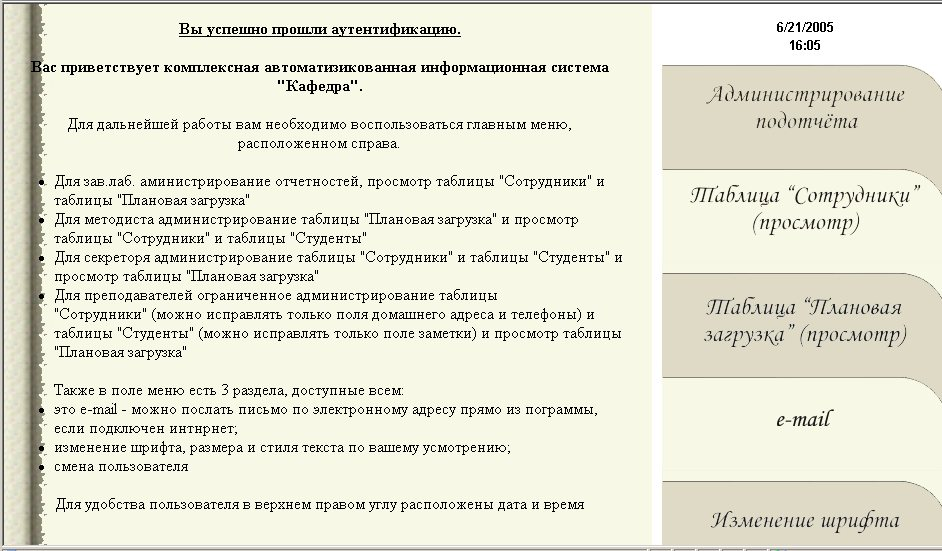 Вы успешно прошли аутентификацию.
Вас приветствует комплексная автоматизикованная информационная система
"Кафедра".
Для дальнейшей работы вам необходимо воспользоваться главным меню,
расположенном справа.
• Для зав.лаб. аминистрирование отчетностей, просмотр таблицы "Сотрудники" и
таблицы "Плановая загрузка"
• Для методиста администрирование таблицы "Плановая загрузка" и просмотр
таблицы "Сотрудники" и таблицы "Студенты"
• Для секреторя администрирование таблицы "Сотрудники" и таблицы "Студенты" и
просмотр таблицы "Плановая загрузка"
• Для преподавателей ограниченное администрирование таблицы
"Сотрудники" (можно исправлять только поля домашнего адреса и телефоны) и
таблицы "Студенты" (можно исправлять только поле заметки) и просмотр таблицы
"Плановая загрузка"
Также в поле меню есть 3 раздела, доступные всем:
• это e-mail - можно послать письмо по электронному адресу прямо из пограммы,
если подключен интнрнет;
• изменение шрифта, размера и стиля текста по вашему усмотрению;
• смена пользователя
Для удобства пользователя в верхнем правом углу расположены дата и время
6/21/2005
16:05
Администрирование
подотчёта
Таблица “Сотрудники”
(просмотр)
Таблица “Плановая
загрузка” (просмотр)
e-mail
Изменение шрифта